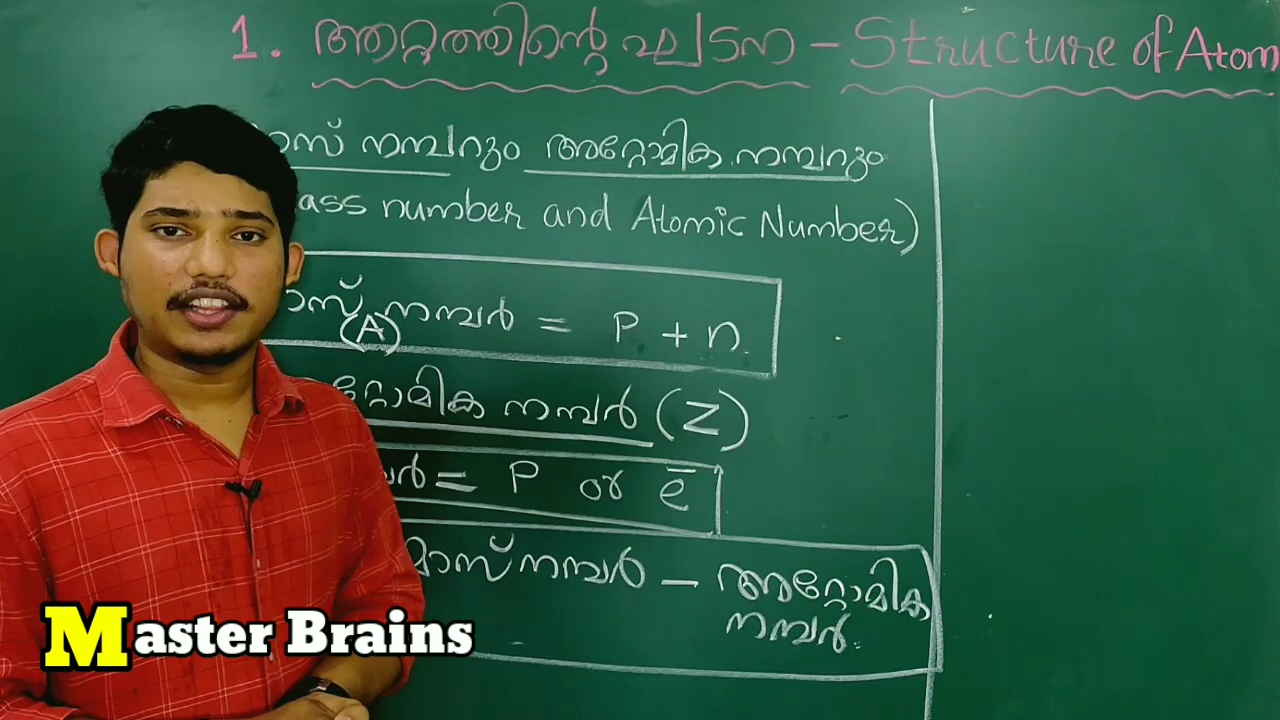 1. ആറ്റത്തിന്റെ ഘടന – Structure of Atom
നമ്പറും അറ്റോമിക നമ്പറും
number and Atomic Number)
നമ്പർ = P + n
(A)
നമ്പർ (Z)
= P or e̅
മാസ് നമ്പർ – അറ്റോമിക
നമ്പർ.
Master Brains